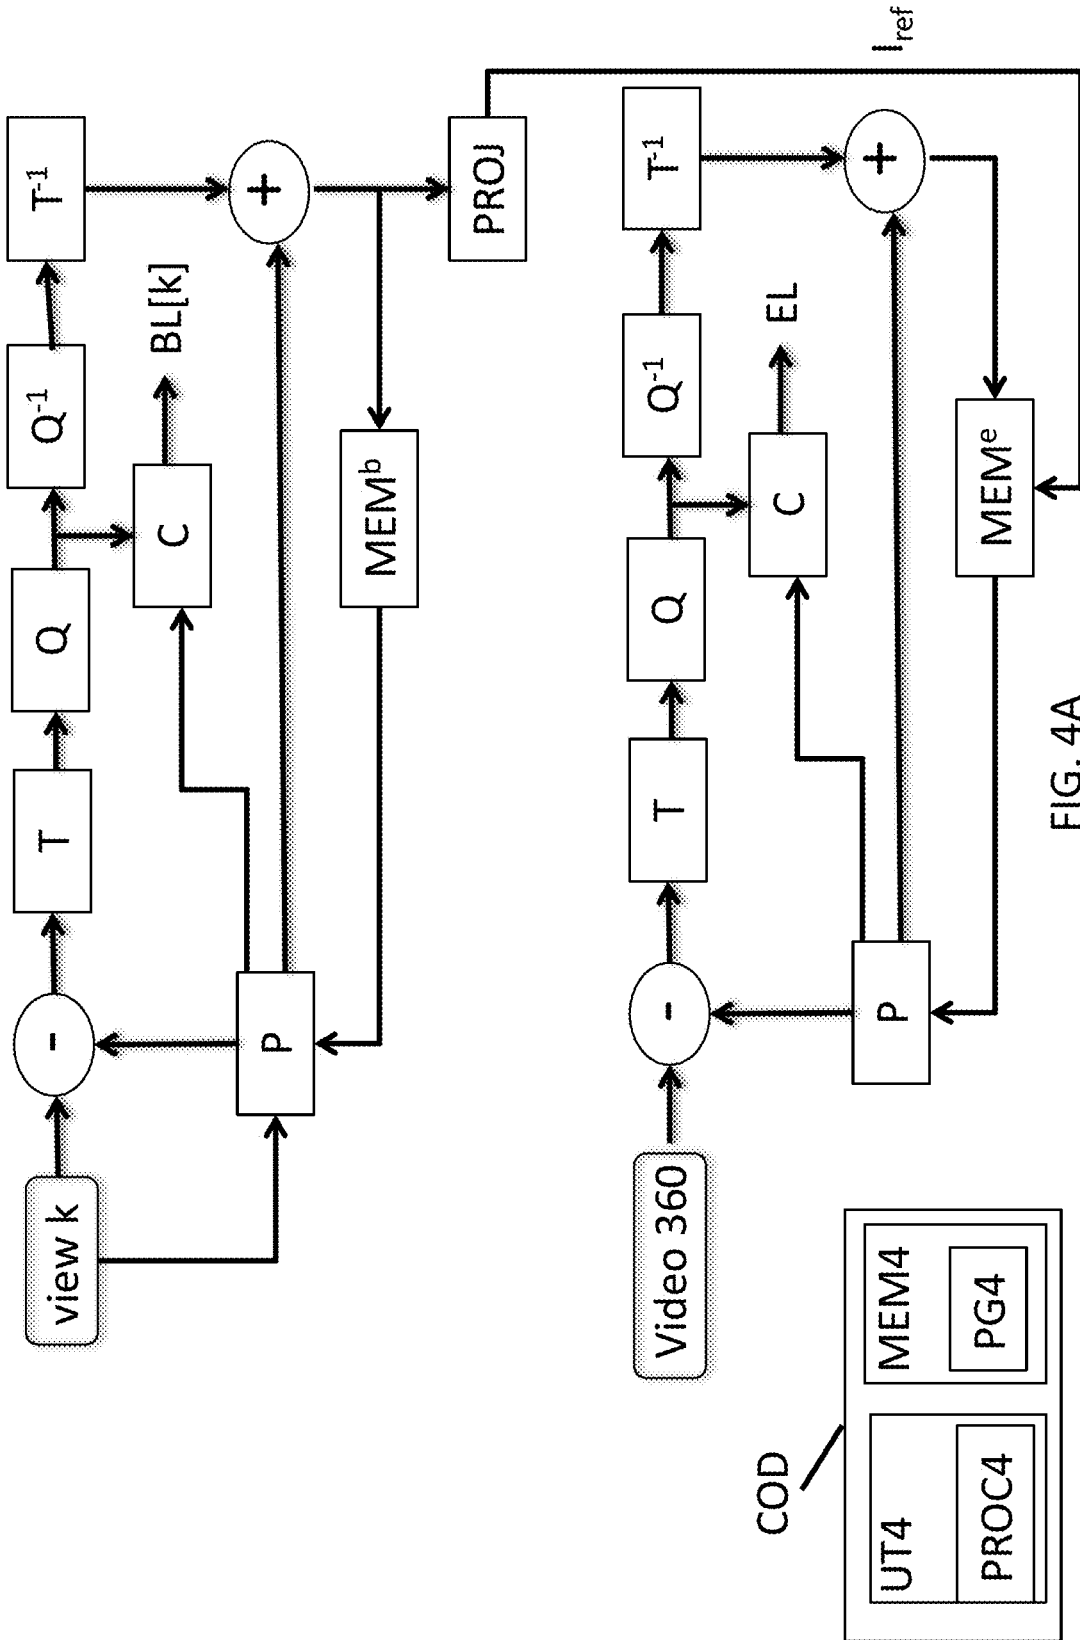 view k
-
T
Q
Q⁻¹
T⁻¹
C
BL[k]
P
+
MEMᵇ
PROJ
I_ref
Video 360
-
T
Q
Q⁻¹
T⁻¹
C
EL
P
+
MEMᵉ
COD
UT4
PROC4
MEM4
PG4
FIG. 4A